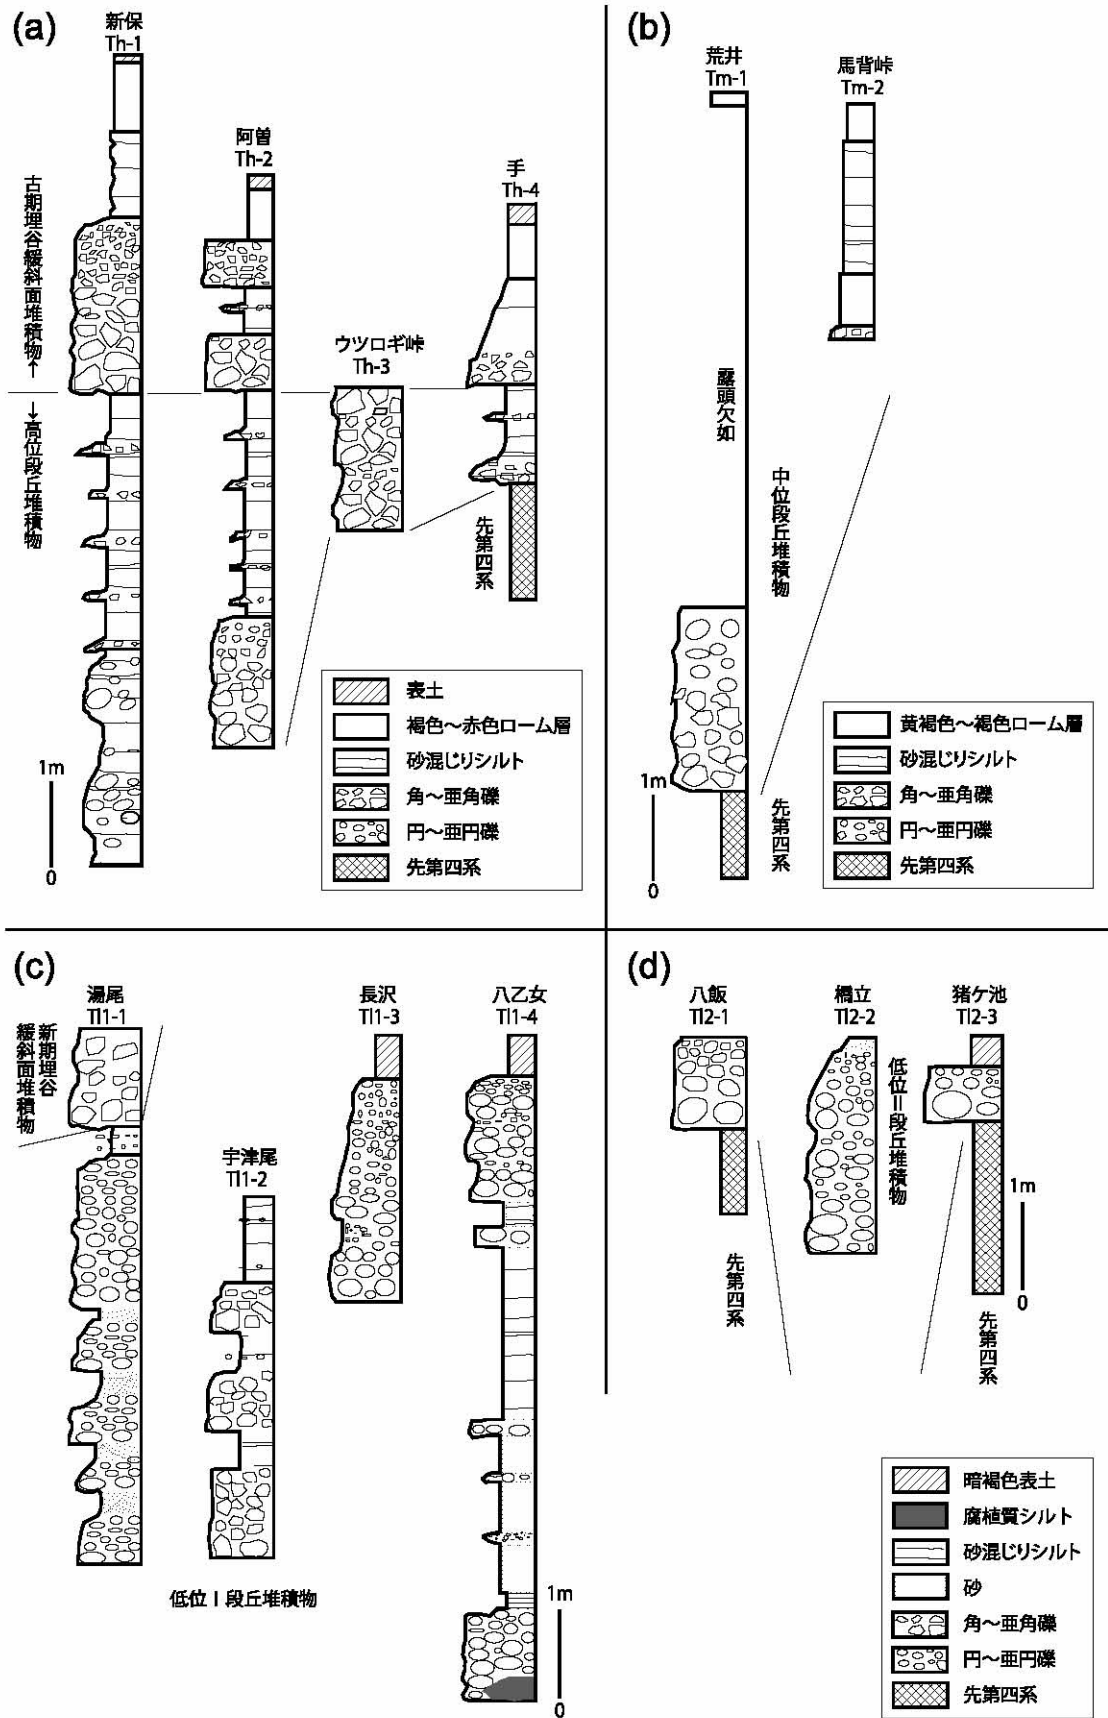 (a)
新保
Th-1
阿曽
Th-2
ウツロギ峠
Th-3
手
Th-4
古期埋谷緩斜面堆積物→
←高位段丘堆積物
先第四系
1m
0
表土
褐色～赤色ローム層
砂混じりシルト
角～亜角礫
円～亜円礫
先第四系
(b)
荒井
Tm-1
馬背峠
Tm-2
露頭欠如
中位段丘堆積物
先第四系
1m
0
黄褐色～褐色ローム層
砂混じりシルト
角～亜角礫
円～亜円礫
先第四系
(c)
湯尾
Tl1-1
新期埋谷
緩斜面堆積物
宇津尾
Tl1-2
長沢
Tl1-3
八乙女
Tl1-4
低位Ⅰ段丘堆積物
1m
0
(d)
八飯
Tl2-1
橋立
Tl2-2
猪ケ池
Tl2-3
低位Ⅱ段丘堆積物
先第四系
先第四系
1m
0
暗褐色表土
腐植質シルト
砂混じりシルト
砂
角～亜角礫
円～亜円礫
先第四系